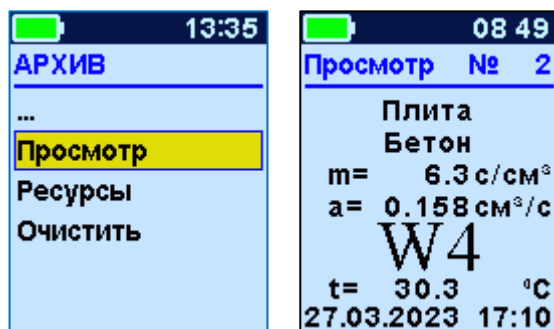 13:35
АРХИВ
...
Просмотр
Ресурсы
Очистить
08 49
Просмотр № 2
Плита
Бетон
m= 6.3 с/см³
a= 0.158 см³/с
W4
t= 30.3 °C
27.03.2023 17:10